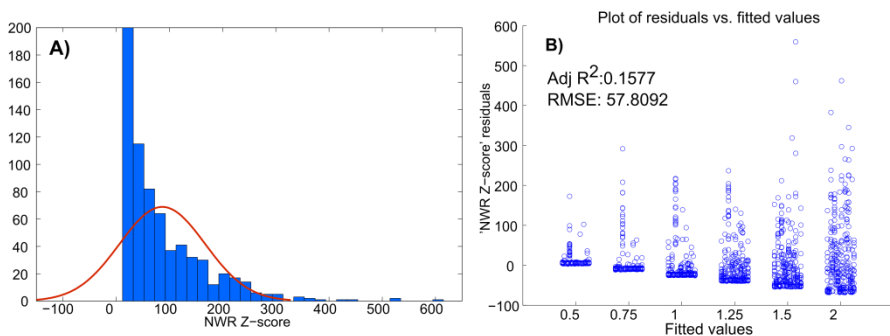 A)
200
180
160
140
120
100
80
60
40
20
0
−100 0 100 200 300 400 500 600
NWR Z−score
Plot of residuals vs. fitted values
B)
Adj R²:0.1577
RMSE: 57.8092
'NWR Z−score' residuals
600
500
400
300
200
100
0
−100
0.5 0.75 1 1.25 1.5 2
Fitted values